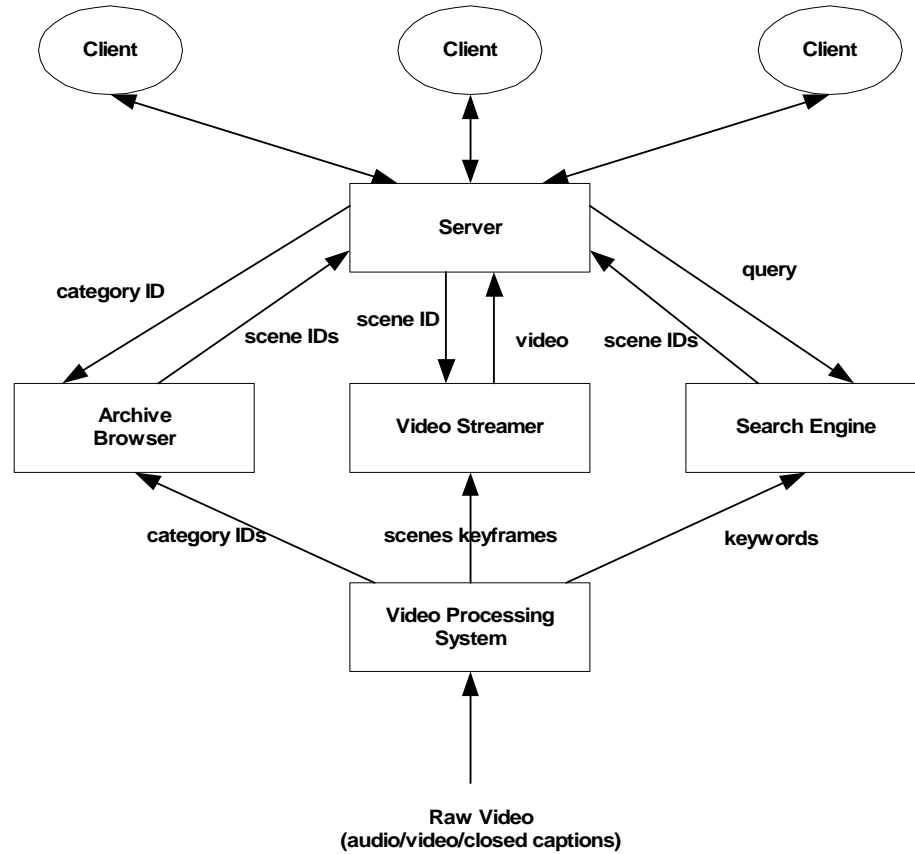 Client
Client
Client
Server
category ID
scene IDs
scene ID
video
scene IDs
query
Archive
Browser
Video Streamer
Search Engine
category IDs
scenes keyframes
keywords
Video Processing
System
Raw Video
(audio/video/closed captions)